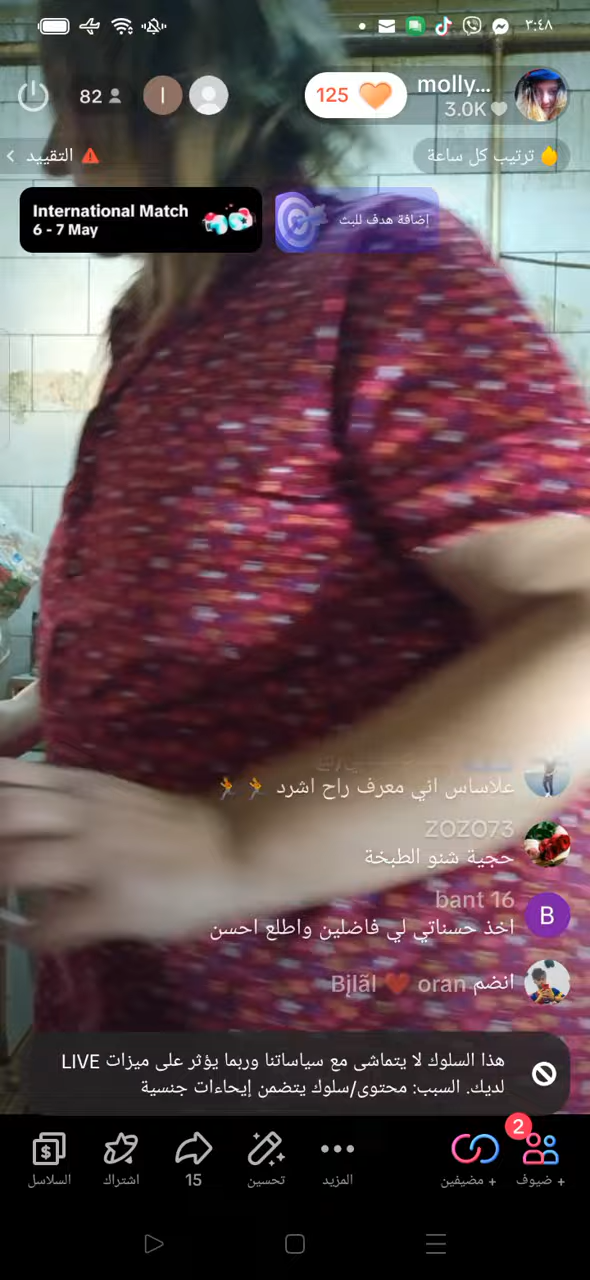 ٣:٤٨
molly...
3.0K
125
82
I
ترتيب كل ساعة
التقييد
إضافة هدف للبث
International Match
6 - 7 May
علاساس اني معرف راح اشرد
ZOZO73
حجية شنو الطبخة
bant 16
B
اخذ حسناتي لي فاضلين واطلع احسن
Bjlãl ❤️ oran انضم
هذا السلوك لا يتماشى مع سياساتنا وربما يؤثر على ميزات LIVE
لديك. السبب: محتوى/سلوك يتضمن إيحاءات جنسية
2
+ ضيوف
+ مضيفين
المزيد
تحسين
15
اشتراك
السلاسل